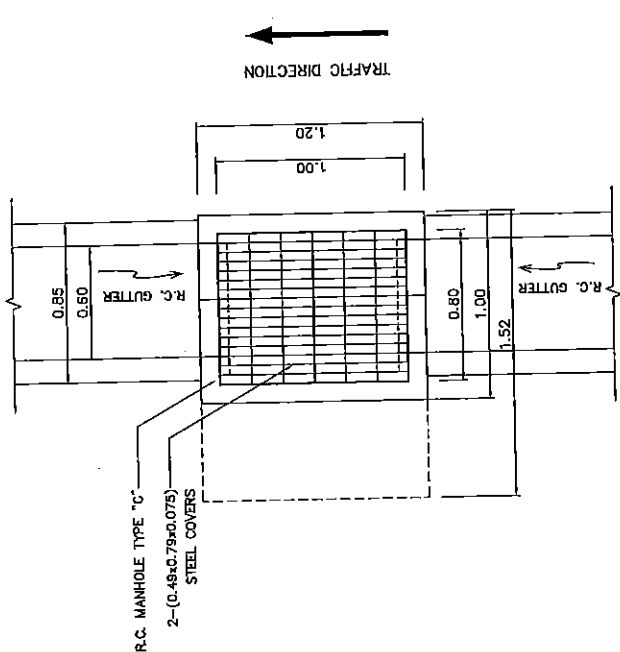 TRAFFIC DIRECTION
1.20
1.00
0.85
0.60
R.C. GUTTER
R.C. GUTTER
0.80
1.00
1.52
R.C. MANHOLE TYPE "C"
2-(0.49x0.79x0.075)
STEEL COVERS